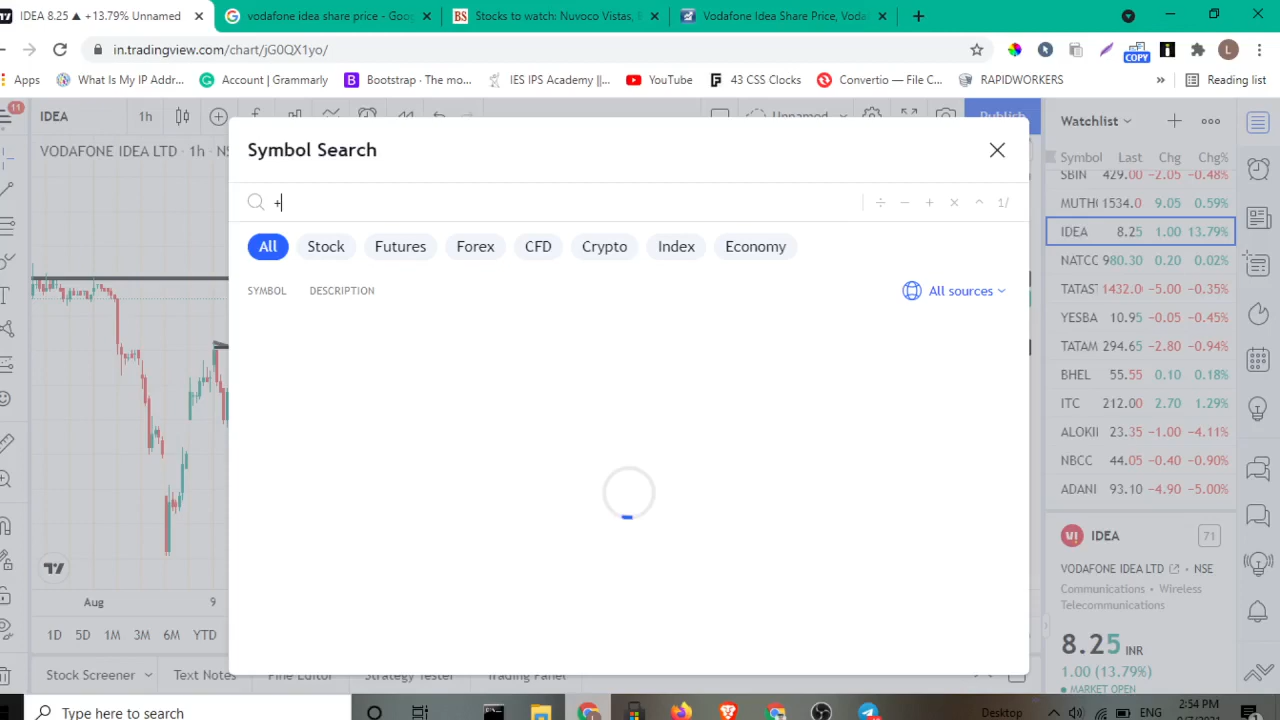 IDEA 8.25 ▲ +13.79% Unnamed
vodafone idea share price - Goo
Stocks to watch: Nuvoco Vistas, 
Vodafone Idea Share Price, Voda
in.tradingview.com/chart/jG0QX1yo/
COPY
L
Apps
What Is My IP Addr...
Account | Grammarly
Bootstrap · The mo...
IES IPS Academy ||...
YouTube
43 CSS Clocks
Convertio — File C...
RAPIDWORKERS
»
Reading list
11
IDEA
1h
Unnamed
Publish
VODAFONE IDEA LTD · 1h · NS
Symbol Search
+
÷ − + × ^ 1/
All
Stock
Futures
Forex
CFD
Crypto
Index
Economy
SYMBOL
DESCRIPTION
All sources
Aug
9
1D 5D 1M 3M 6M YTD
Stock Screener
Text Notes
Pine Editor
Strategy Tester
Trading Panel
Watchlist
Symbol Last Chg Chg%
SBIN 429.00 −2.05 −0.48%
MUTHI 1534.0 9.05 0.59%
IDEA 8.25 1.00 13.79%
NATCC 980.30 0.20 0.02%
TATAST 1432.0 −5.00 −0.35%
YESBA 10.95 −0.05 −0.45%
TATAM 294.65 −2.80 −0.94%
BHEL 55.55 0.10 0.18%
ITC 212.00 2.70 1.29%
ALOKII 23.35 −1.00 −4.11%
NBCC 44.05 −0.40 −0.90%
ADANI 93.10 −4.90 −5.00%
IDEA
71
VODAFONE IDEA LTD • NSE
Communications • Wireless
Telecommunications
8.25 INR
1.00 (13.79%)
● MARKET OPEN
Type here to search
Desktop
ENG
2:54 PM